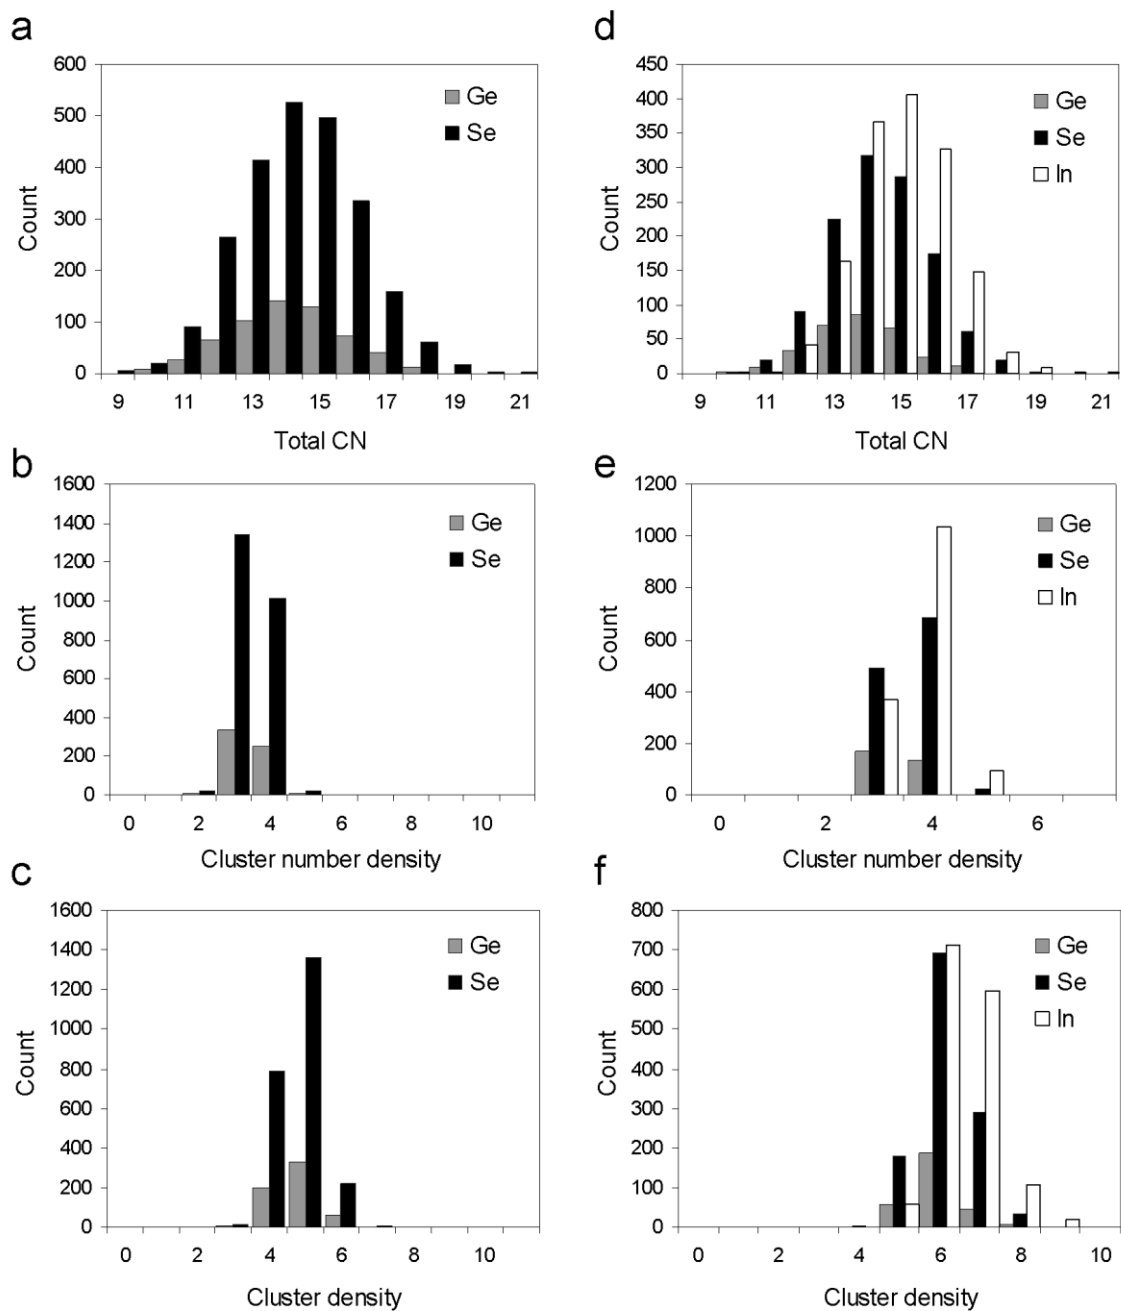 a
600
500
400
300
200
100
0
Count
Ge
Se
9 11 13 15 17 19 21
Total CN
d
450
400
350
300
250
200
150
100
50
0
Count
Ge
Se
In
9 11 13 15 17 19 21
Total CN
b
1600
1400
1200
1000
800
600
400
200
0
Count
Ge
Se
0 2 4 6 8 10
Cluster number density
e
1200
1000
800
600
400
200
0
Count
Ge
Se
In
0 2 4 6
Cluster number density
c
1600
1400
1200
1000
800
600
400
200
0
Count
Ge
Se
0 2 4 6 8 10
Cluster density
f
800
700
600
500
400
300
200
100
0
Count
Ge
Se
In
0 2 4 6 8 10
Cluster density